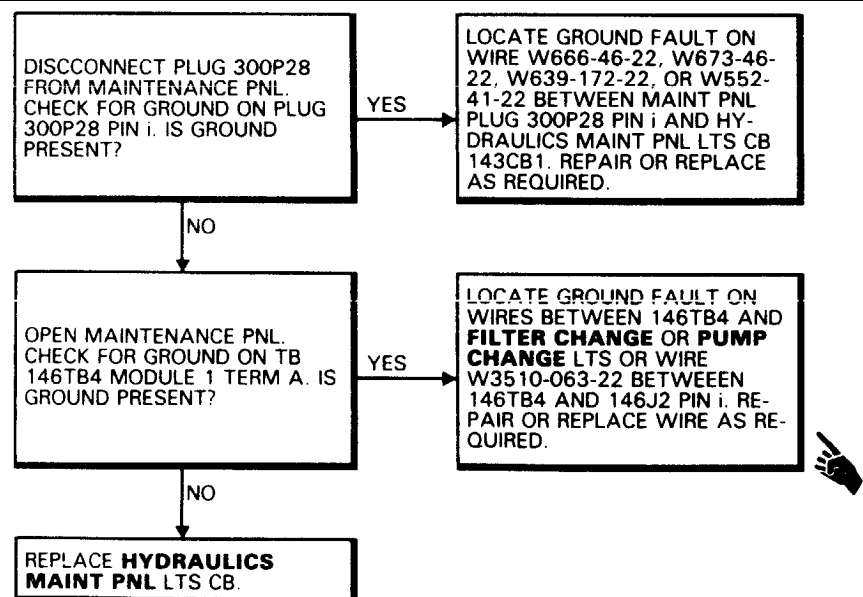 DISCCONNECT PLUG 300P28
FROM MAINTENANCE PNL.
CHECK FOR GROUND ON PLUG
300P28 PIN i. IS GROUND
PRESENT?
YES
LOCATE GROUND FAULT ON
WIRE W666-46-22, W673-46-
22, W639-172-22, OR W552-
41-22 BETWEEN MAINT PNL
PLUG 300P28 PIN i AND HY-
DRAULICS MAINT PNL LTS CB
143CB1. REPAIR OR REPLACE
AS REQUIRED.
NO
OPEN MAINTENANCE PNL.
CHECK FOR GROUND ON TB
146TB4 MODULE 1 TERM A. IS
GROUND PRESENT?
YES
LOCATE GROUND FAULT ON
WIRES BETWEEN 146TB4 AND
FILTER CHANGE OR PUMP
CHANGE LTS OR WIRE
W3510-063-22 BETWEEEN
146TB4 AND 146J2 PIN i. RE-
PAIR OR REPLACE WIRE AS RE-
QUIRED.
NO
REPLACE HYDRAULICS
MAINT PNL LTS CB.